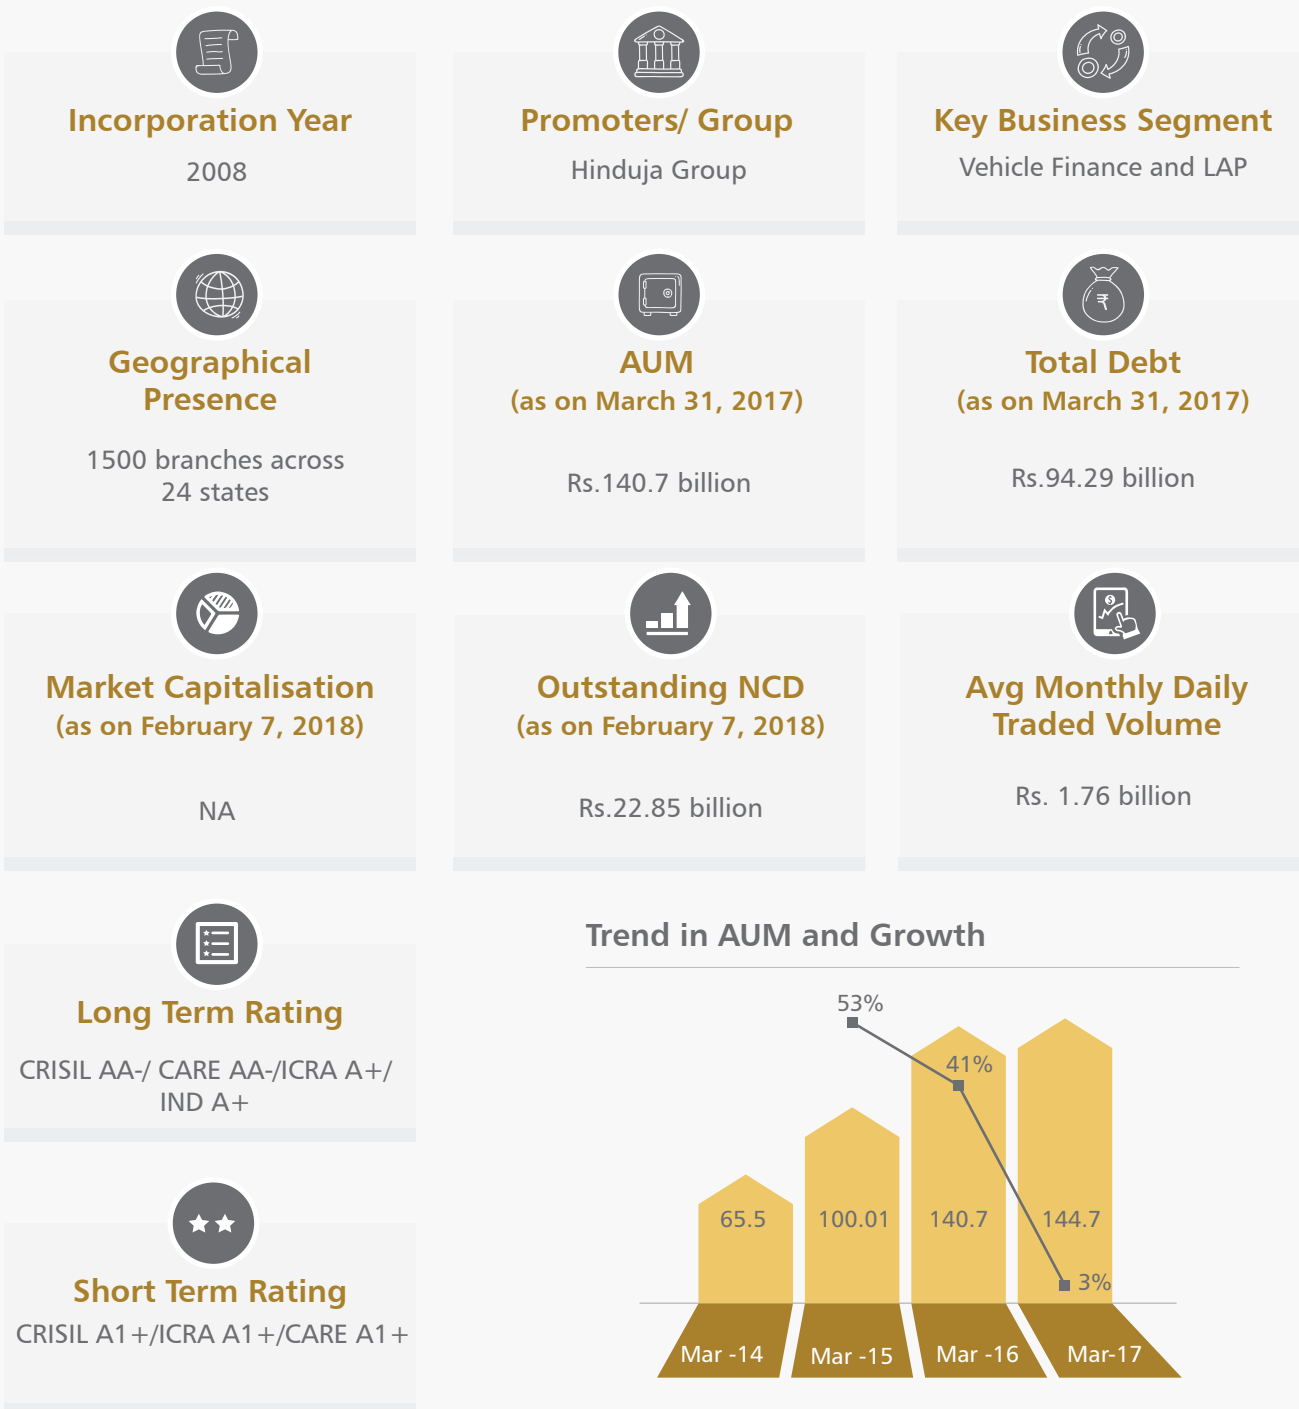 Incorporation Year
2008
Promoters/ Group
Hinduja Group
Key Business Segment
Vehicle Finance and LAP
Geographical
Presence
1500 branches across
24 states
AUM
(as on March 31, 2017)
Rs.140.7 billion
Total Debt
(as on March 31, 2017)
Rs.94.29 billion
Market Capitalisation
(as on February 7, 2018)
NA
Outstanding NCD
(as on February 7, 2018)
Rs.22.85 billion
Avg Monthly Daily
Traded Volume
Rs. 1.76 billion
Long Term Rating
CRISIL AA-/ CARE AA-/ICRA A+/
IND A+
Short Term Rating
CRISIL A1+/ICRA A1+/CARE A1+
Trend in AUM and Growth
53%
41%
65.5 100.01 140.7 144.7
3%
Mar -14 Mar -15 Mar -16 Mar-17